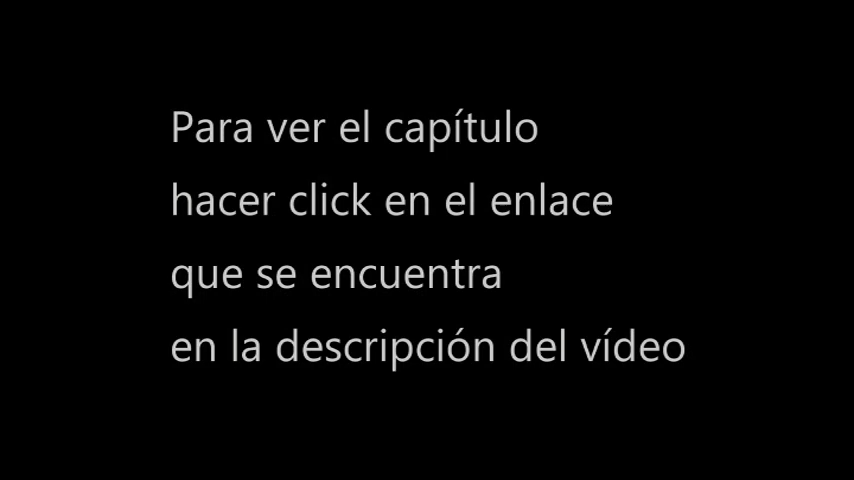 Para ver el capítulo
hacer click en el enlace
que se encuentra
en la descripción del vídeo